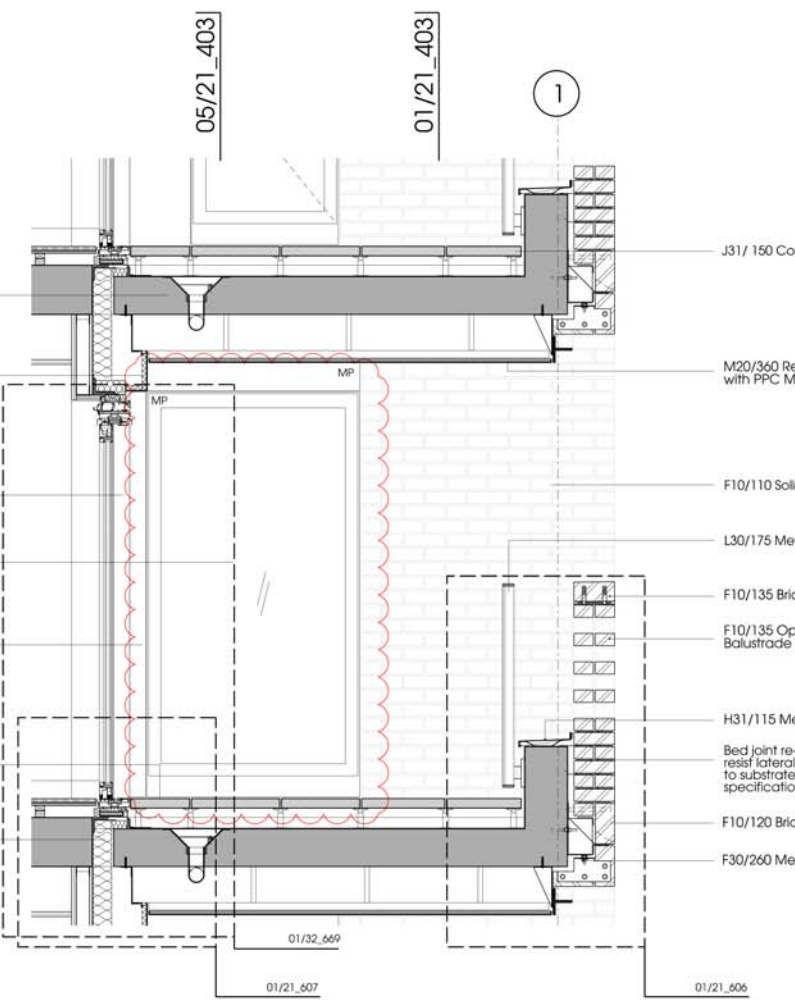 05/21_403
01/21_403
1
J31/ 150 Co
M20/360 Re
with PPC M
MP
MP
F10/110 Soli
L30/175 Me
F10/135 Bric
F10/135 Op
Balustrade
H31/115 Me
Bed joint re-
resist lateral
to substrate
specificatio
F10/120 Bric
F30/260 Me
01/32_669
01/21_607
01/21_606